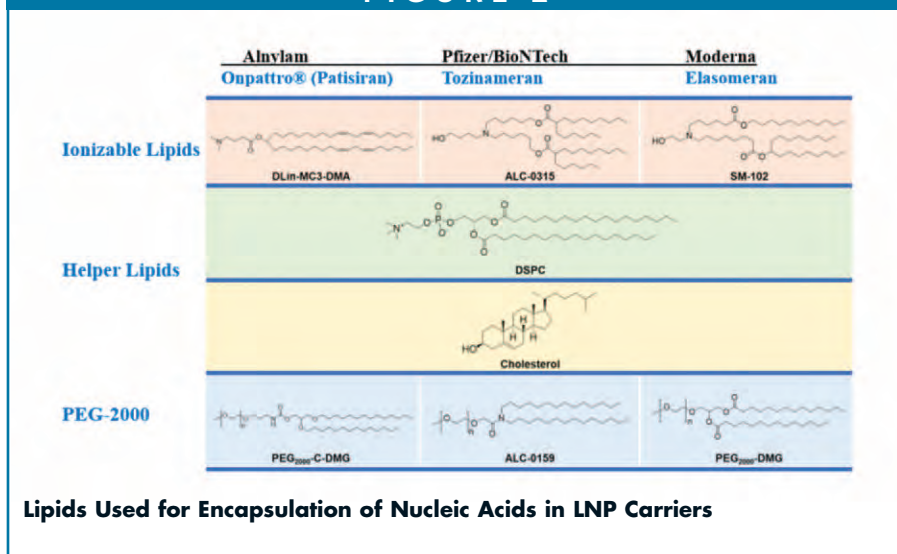 FIGURE 2
Alnylam Pfizer/BioNTech Moderna
Onpattro® (Patisiran) Tozinameran Elasomeran
Ionizable Lipids
DLin-MC3-DMA ALC-0315 SM-102
Helper Lipids
DSPC
Cholesterol
PEG-2000
PEG2000-C-DMG ALC-0159 PEG2000-DMG
Lipids Used for Encapsulation of Nucleic Acids in LNP Carriers